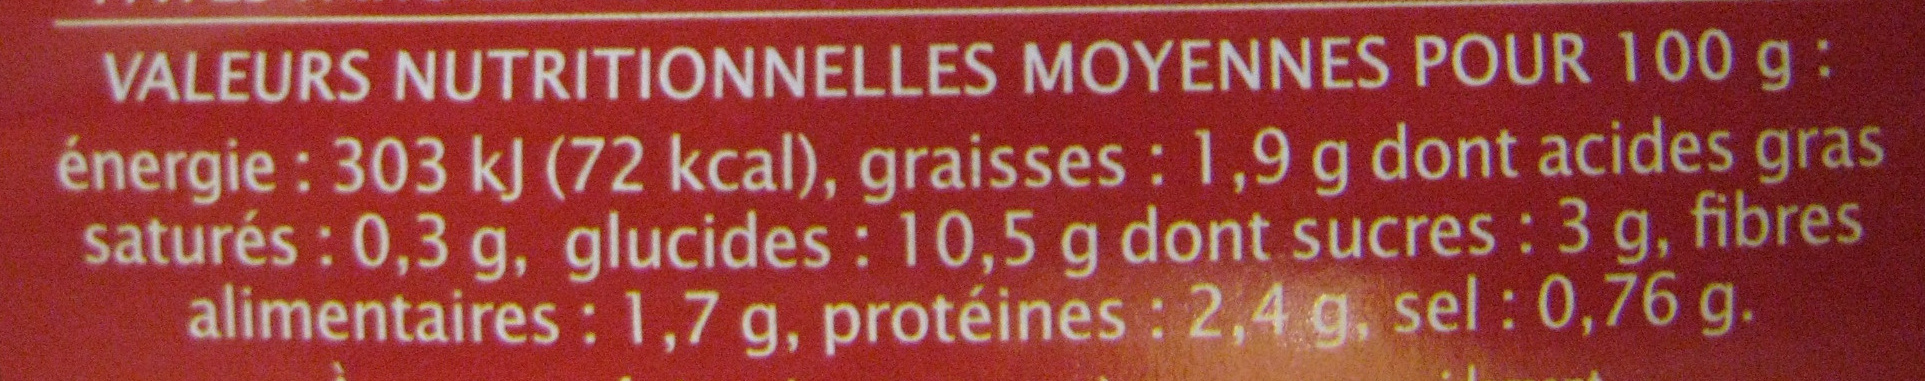 VALEURS NUTRITIONNELLES MOYENNES POUR 100 g :
énergie : 303 kJ (72 kcal), graisses : 1,9 g dont acides gras
saturés : 0,3 g, glucides : 10,5 g dont sucres : 3 g, fibres
alimentaires : 1,7 g, protéines : 2,4 g, sel : 0,76 g.